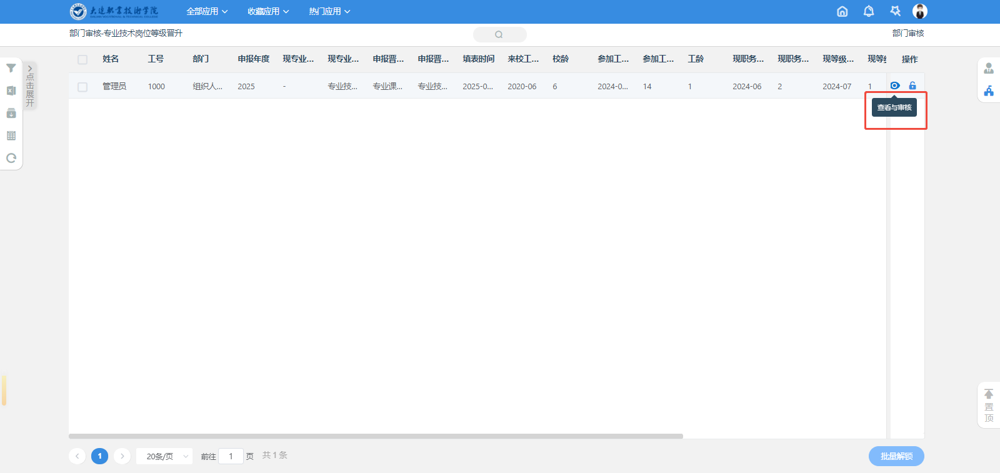 大连职业技术学院
全部应用
收藏应用
热门应用
部门审核-专业技术岗位等级晋升
部门审核
点击展开
姓名 工号 部门 申报年度 现专业... 现专业... 申报晋... 申报晋... 填表时间 来校工... 校龄 参加工... 参加工... 工龄 现职务... 现职务... 现等级... 现等级 操作
管理员 1000 组织人... 2025 - 专业技... 专业课... 专业技... 2025-0... 2020-06 6 2024-0... 14 1 2024-06 2 2024-07 1
查看与审核
置顶
1 20条/页 前往 1 页 共 1 条
批量解锁